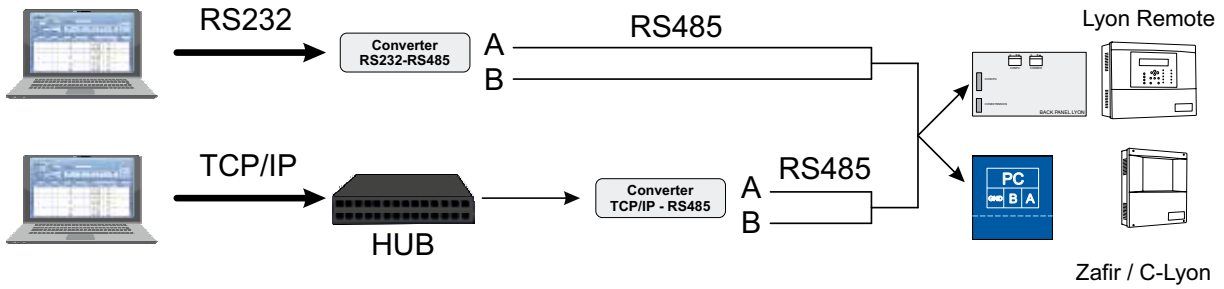 RS232
Converter
RS232-RS485
A
B
RS485
Lyon Remote
BACK PANEL LYON
TCP/IP
HUB
Converter
TCP/IP - RS485
A
B
RS485
PC
GND B A
Zafir / C-Lyon